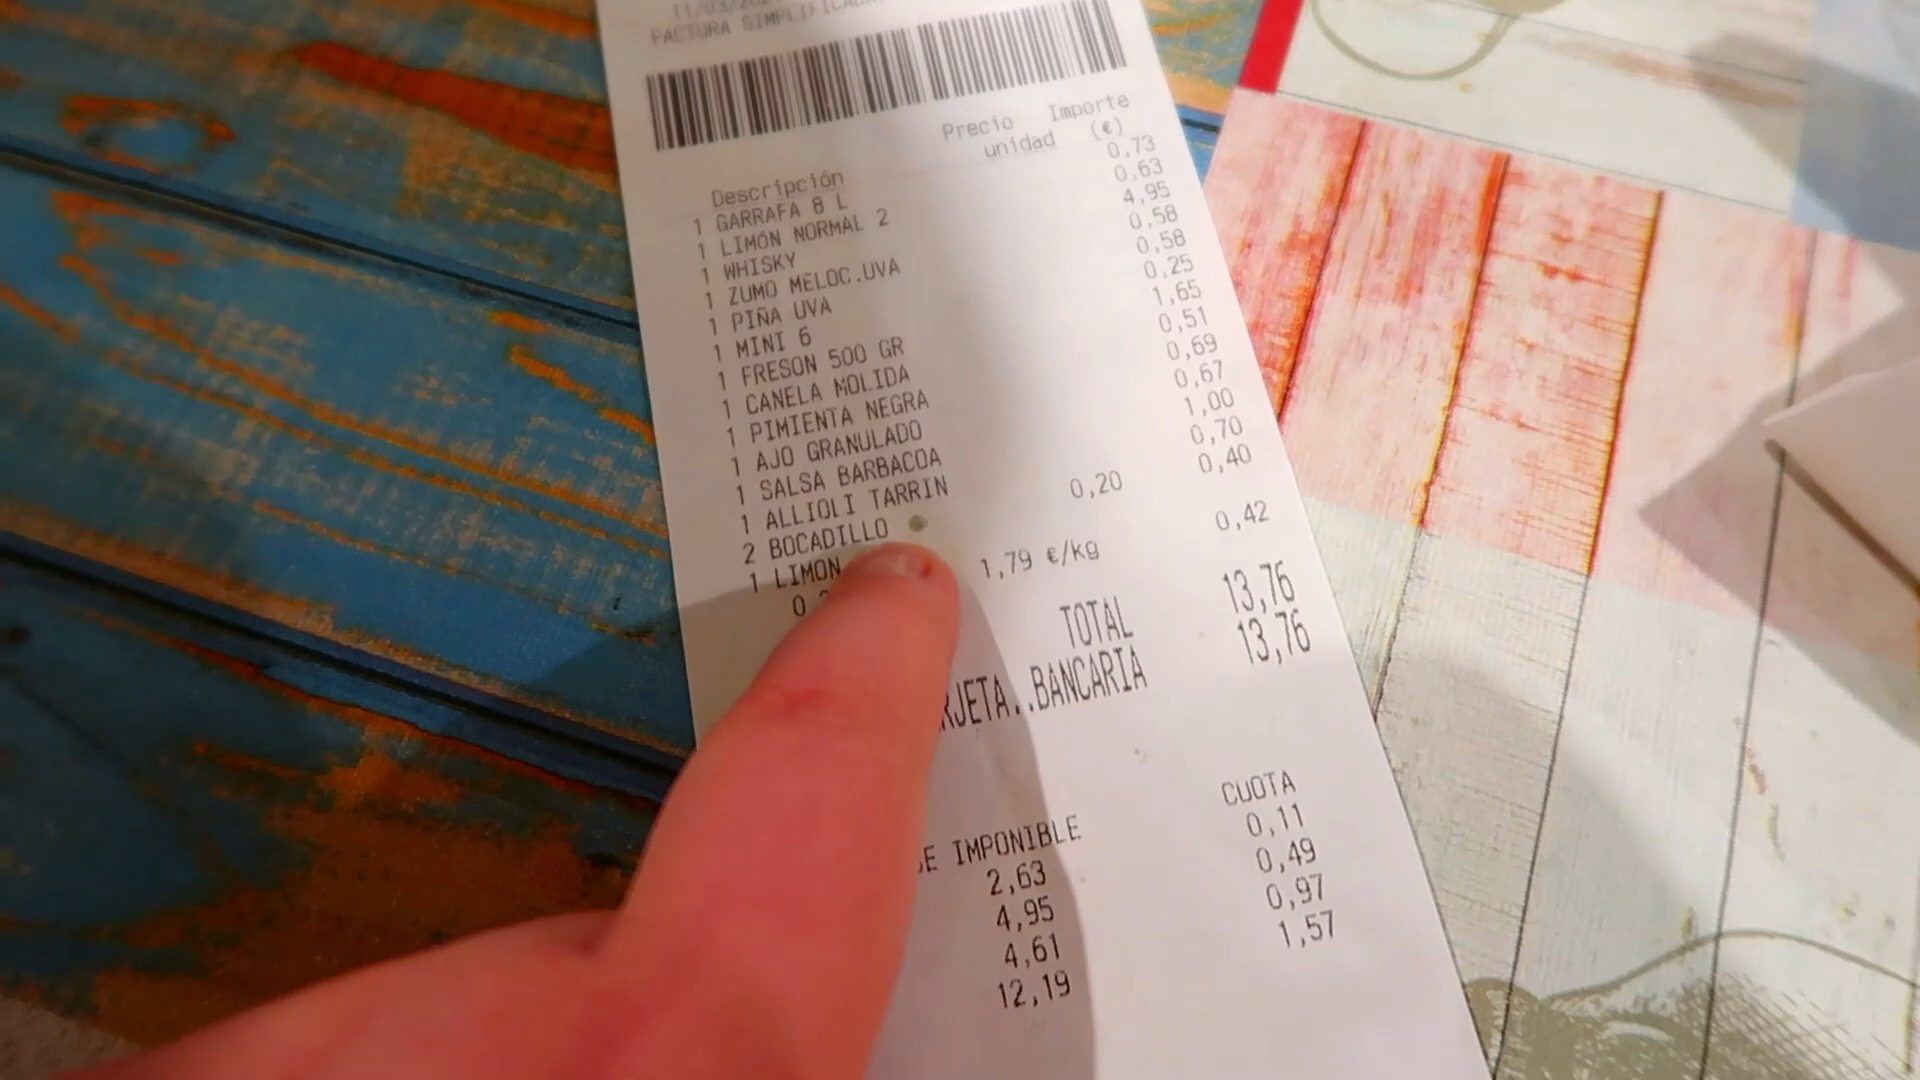 11/03/
FACTURA SIMPLIFICADA
Descripción Precio unidad Importe (€)
1 GARRAFA 8 L 0,73
1 LIMÓN NORMAL 2 0,63
1 WHISKY 4,95
1 ZUMO MELOC.UVA 0,58
1 PIÑA UVA 0,58
1 MINI 6 0,25
1 FRESON 500 GR 1,65
1 CANELA MOLIDA 0,51
1 PIMIENTA NEGRA 0,69
1 AJO GRANULADO 0,67
1 SALSA BARBACOA 1,00
1 ALLIOLI TARRIN 0,70
2 BOCADILLO 0,20 0,40
1 LIMON
1,79 €/kg 0,42
TOTAL 13,76
RJETA..BANCARIA 13,76
E IMPONIBLE CUOTA
2,63 0,11
4,95 0,49
4,61 0,97
12,19 1,57